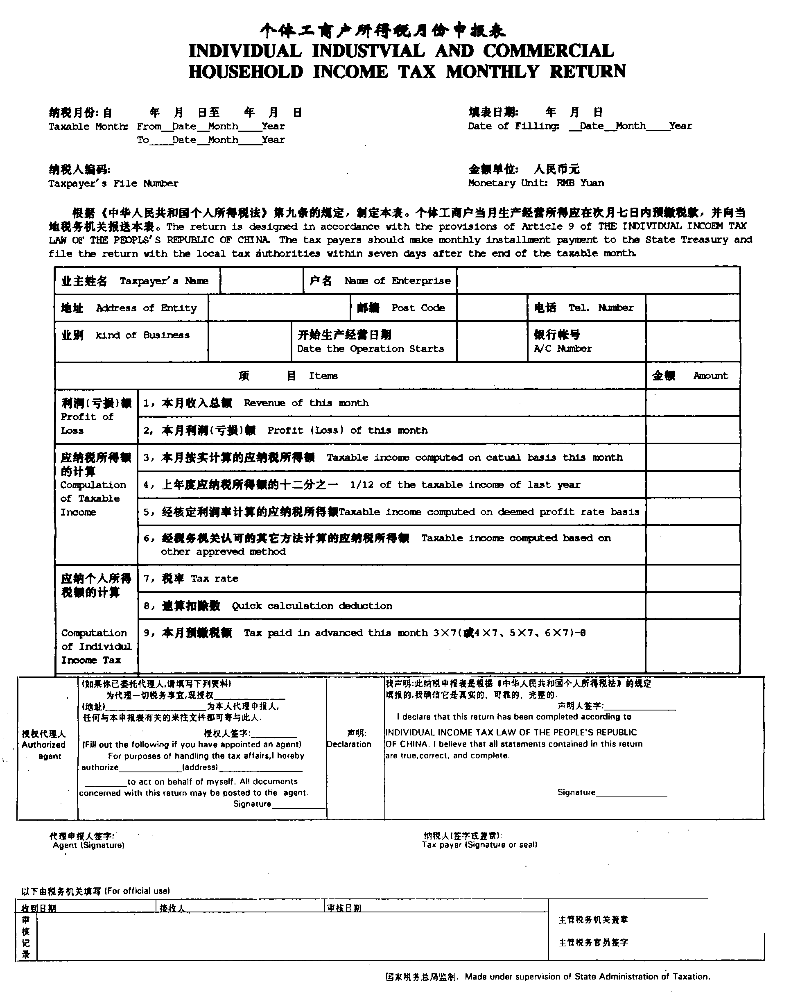 个体工商户所得税月份申报表
INDIVIDUAL INDUSTVIAL AND COMMERCIAL
HOUSEHOLD INCOME TAX MONTHLY RETURN
纳税月份: 自 年 月 日至 年 月 日
填表日期: 年 月 日
Taxable Month: From__Date__Month____Year
Date of Filling: __Date__Month____Year
To____Date__Month____Year
纳税人编码:
金额单位: 人民币元
Taxpayer's File Number
Monetary Unit: RMB Yuan
根据《中华人民共和国个人所得税法》第九条的规定，制定本表。个体工商户当月生产经营所得应在次月七日内预缴税款，并向当
地税务机关报送本表。The return is designed in accordance with the provisions of Article 9 of THE INDIVIDUAL INCOEM TAX
LAW OF THE PEOPLS'S REPUBLIC OF CHINA. The tax payers should make monthly installment payment to the State Treasury and
file the return with the local tax authorities within seven days after the end of the taxable month.
业主姓名 Taxpayer's Name
户名 Name of Enterprise
地址 Address of Entity
邮编 Post Code
电话 Tel. Number
业别 kind of Business
开始生产经营日期
Date the Operation Starts
银行帐号
A/C Number
项 目 Items
金额 Amount
利润(亏损)额
Profit of
Loss
1, 本月收入总额 Revenue of this month
2, 本月利润(亏损)额 Profit (Loss) of this month
应纳税所得额
的计算
Compulation
of Taxable
Income
3, 本月按实计算的应纳税所得额 Taxable income computed on catual basis this month
4, 上年度应纳税所得额的十二分之一 1/12 of the taxable income of last year
5, 经核定利润率计算的应纳税所得额Taxable income computed on deemed profit rate basis
6, 经税务机关认可的其它方法计算的应纳税所得额 Taxable income computed based on
other appreved method
应纳个人所得
税额的计算
Computation
of Individul
Income Tax
7, 税率 Tax rate
8, 速算扣除数 Quick calculation deduction
9, 本月预缴税额 Tax paid in advanced this month 3×7(或4×7、5×7、6×7)-8
授权代理人
Authorized
agent
(如果你已委托代理人,请填写下列资料)
为代理一切税务事宜,现授权____________
(地址)________________为本人代理申报人,
任何与本申报表有关的来往文件都可寄与此人.
授权人签字:________
(Fill out the following if you have appointed an agent)
For purposes of handling the tax affairs,I hereby
authorize____________(address)________________
________to act on behalf of myself. All documents
concerned with this return may be posted to the agent.
Signature__________
声明:
Declaration
我声明:此纳税申报表是根据《中华人民共和国个人所得税法》的规定
填报的,我确信它是真实的、可靠的、完整的.
声明人签字:____________
I declare that this return has been completed according to
INDIVIDUAL INCOME TAX LAW OF THE PEOPLE'S REPUBLIC
OF CHINA. I believe that all statements contained in this return
are true,correct, and complete.
Signature____________
代理申报人签字:
Agent (Signature)
纳税人(签字或盖章):
Tax payer (Signature or seal)
以下由税务机关填写 (For official use)
收到日期
接收人
审核日期
审
核
记
录
主管税务机关盖章
主管税务官员签字
国家税务总局监制. Made under supervision of State Administration of Taxation.